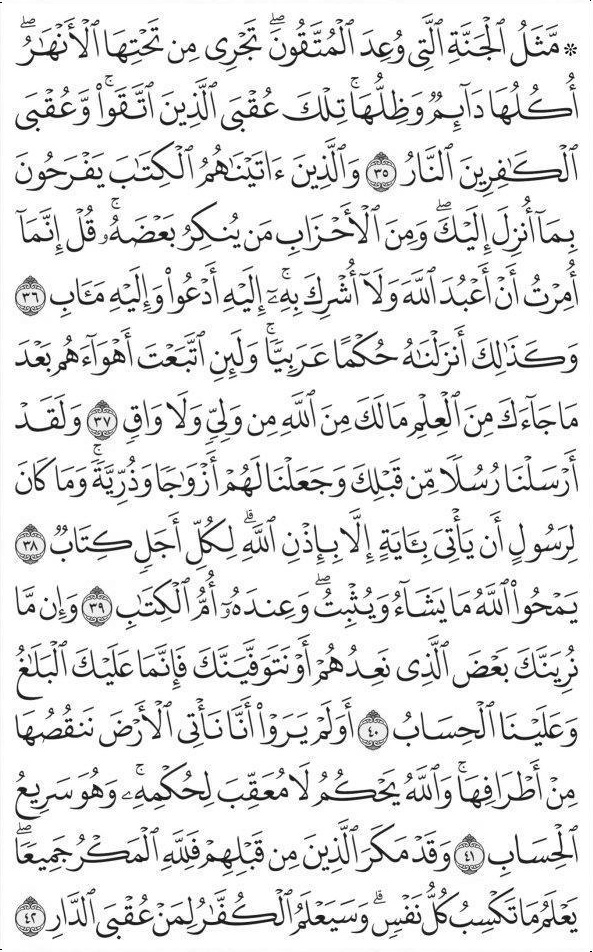 ۞ مَّثَلُ ٱلْجَنَّةِ ٱلَّتِى وُعِدَ ٱلْمُتَّقُونَ ۖ تَجْرِى مِن تَحْتِهَا ٱلْأَنْهَـٰرُ ۖ
أُكُلُهَا دَآئِمٌ وَظِلُّهَا ۚ تِلْكَ عُقْبَى ٱلَّذِينَ ٱتَّقَوا۟ ۖ وَّعُقْبَى
ٱلْكَـٰفِرِينَ ٱلنَّارُ ٣٥ وَٱلَّذِينَ ءَاتَيْنَـٰهُمُ ٱلْكِتَـٰبَ يَفْرَحُونَ
بِمَآ أُنزِلَ إِلَيْكَ ۖ وَمِنَ ٱلْأَحْزَابِ مَن يُنكِرُ بَعْضَهُۥ ۚ قُلْ إِنَّمَآ
أُمِرْتُ أَنْ أَعْبُدَ ٱللَّهَ وَلَآ أُشْرِكَ بِهِۦٓ ۚ إِلَيْهِ أَدْعُوا۟ وَإِلَيْهِ مَـَٔابِ ٣٦
وَكَذَٰلِكَ أَنزَلْنَـٰهُ حُكْمًا عَرَبِيًّا ۚ وَلَئِنِ ٱتَّبَعْتَ أَهْوَآءَهُم بَعْدَ
مَا جَآءَكَ مِنَ ٱلْعِلْمِ مَا لَكَ مِنَ ٱللَّهِ مِن وَلِىٍّ وَلَا وَاقٍ ٣٧ وَلَقَدْ
أَرْسَلْنَا رُسُلًا مِّن قَبْلِكَ وَجَعَلْنَا لَهُمْ أَزْوَٰجًا وَذُرِّيَّةً ۚ وَمَا كَانَ
لِرَسُولٍ أَن يَأْتِىَ بِـَٔايَةٍ إِلَّا بِإِذْنِ ٱللَّهِ ۗ لِكُلِّ أَجَلٍ كِتَابٌ ٣٨
يَمْحُوا۟ ٱللَّهُ مَا يَشَآءُ وَيُثْبِتُ ۖ وَعِندَهُۥٓ أُمُّ ٱلْكِتَـٰبِ ٣٩ وَإِن مَّا
نُرِيَنَّكَ بَعْضَ ٱلَّذِى نَعِدُهُمْ أَوْ نَتَوَفَّيَنَّكَ فَإِنَّمَا عَلَيْكَ ٱلْبَلَـٰغُ
وَعَلَيْنَا ٱلْحِسَابُ ٤٠ أَوَلَمْ يَرَوْا۟ أَنَّا نَأْتِى ٱلْأَرْضَ نَنقُصُهَا
مِنْ أَطْرَافِهَا ۚ وَٱللَّهُ يَحْكُمُ لَا مُعَقِّبَ لِحُكْمِهِۦ ۚ وَهُوَ سَرِيعُ
ٱلْحِسَابِ ٤١ وَقَدْ مَكَرَ ٱلَّذِينَ مِن قَبْلِهِمْ فَلِلَّهِ ٱلْمَكْرُ جَمِيعًا ۖ
يَعْلَمُ مَا تَكْسِبُ كُلُّ نَفْسٍ ۗ وَسَيَعْلَمُ ٱلْكُفَّـٰرُ لِمَنْ عُقْبَى ٱلدَّارِ ٤٢